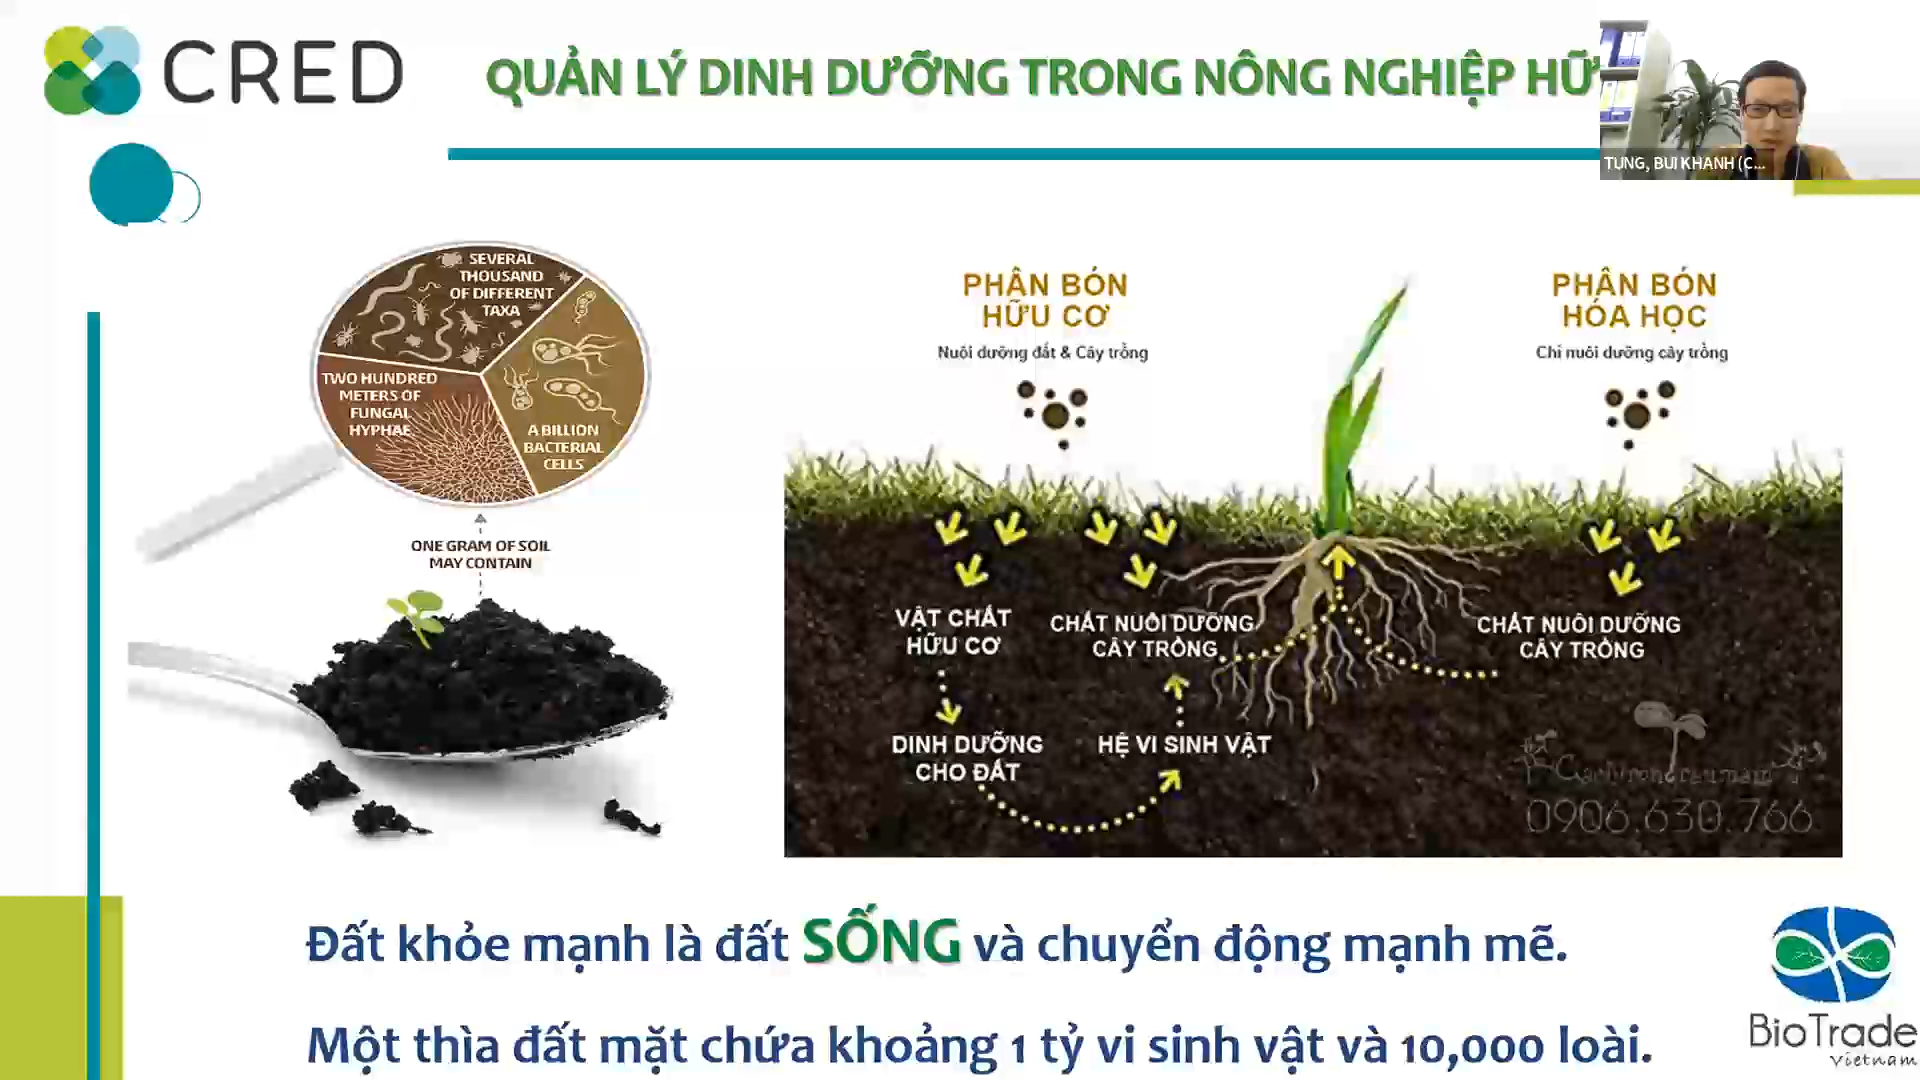 CRED
QUẢN LÝ DINH DƯỠNG TRONG NÔNG NGHIỆP HỮ
TUNG, BUI KHANH (C...
SEVERAL
THOUSAND
OF DIFFERENT
TAXA
TWO HUNDRED
METERS OF
FUNGAL
HYPHAE
A BILLION
BACTERIAL
CELLS
ONE GRAM OF SOIL
MAY CONTAIN
PHÂN BÓN
HỮU CƠ
Nuôi dưỡng đất & Cây trồng
PHÂN BÓN
HÓA HỌC
Chỉ nuôi dưỡng cây trồng
VẬT CHẤT
HỮU CƠ
CHẤT NUÔI DƯỠNG
CÂY TRỒNG
CHẤT NUÔI DƯỠNG
CÂY TRỒNG
DINH DƯỠNG
CHO ĐẤT
HỆ VI SINH VẬT
0906.630.766
Đất khỏe mạnh là đất SỐNG và chuyển động mạnh mẽ.
Một thìa đất mặt chứa khoảng 1 tỷ vi sinh vật và 10,000 loài.
BioTrade
Vietnam